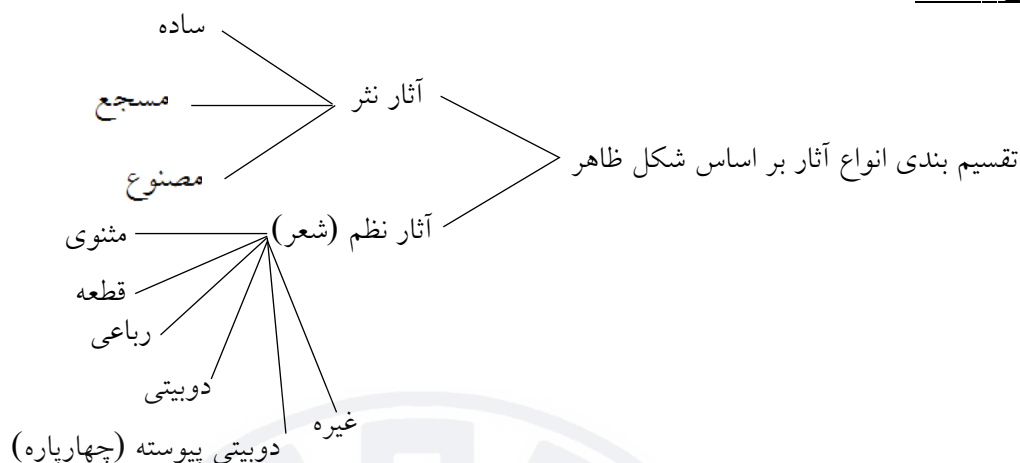 تقسیم بندی انواع آثار بر اساس شکل ظاهر
آثار نثر
ساده
مسجع
مصنوع
آثار نظم (شعر)
مثنوی
قطعه
رباعی
دوبیتی
دوبیتی پیوسته (چهارپاره)
غیره